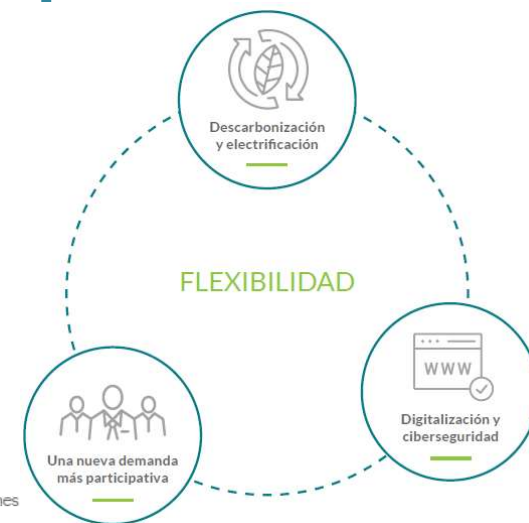 Descarbonización
y electrificación
FLEXIBILIDAD
WWW
Digitalización y
ciberseguridad
Una nueva demanda
más participativa